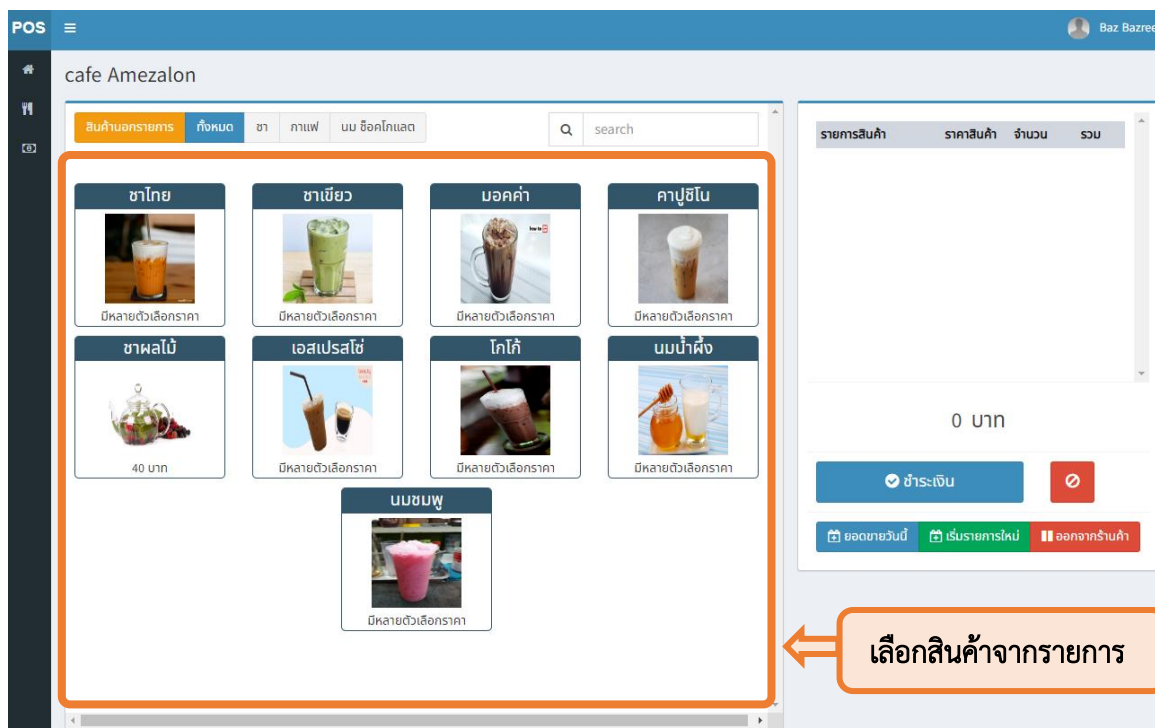 POS
Baz Bazree
cafe Amezalon
สินค้านอกรายการ ทั้งหมด ชา กาแฟ นม ช็อคโกแลต
search
รายการสินค้า ราคาสินค้า จำนวน รวม
ชาไทย ชาเขียว มอคค่า คาปูชิโน
มีหลายตัวเลือกราคา มีหลายตัวเลือกราคา มีหลายตัวเลือกราคา มีหลายตัวเลือกราคา
ชาผลไม้ เอสเปรสโซ่ โกโก้ นมน้ำผึ้ง
40 บาท มีหลายตัวเลือกราคา มีหลายตัวเลือกราคา มีหลายตัวเลือกราคา
นมชมพู
มีหลายตัวเลือกราคา
0 บาท
ชำระเงิน
ยอดขายวันนี้ เริ่มรายการใหม่ ออกจากร้านค้า
เลือกสินค้าจากรายการ